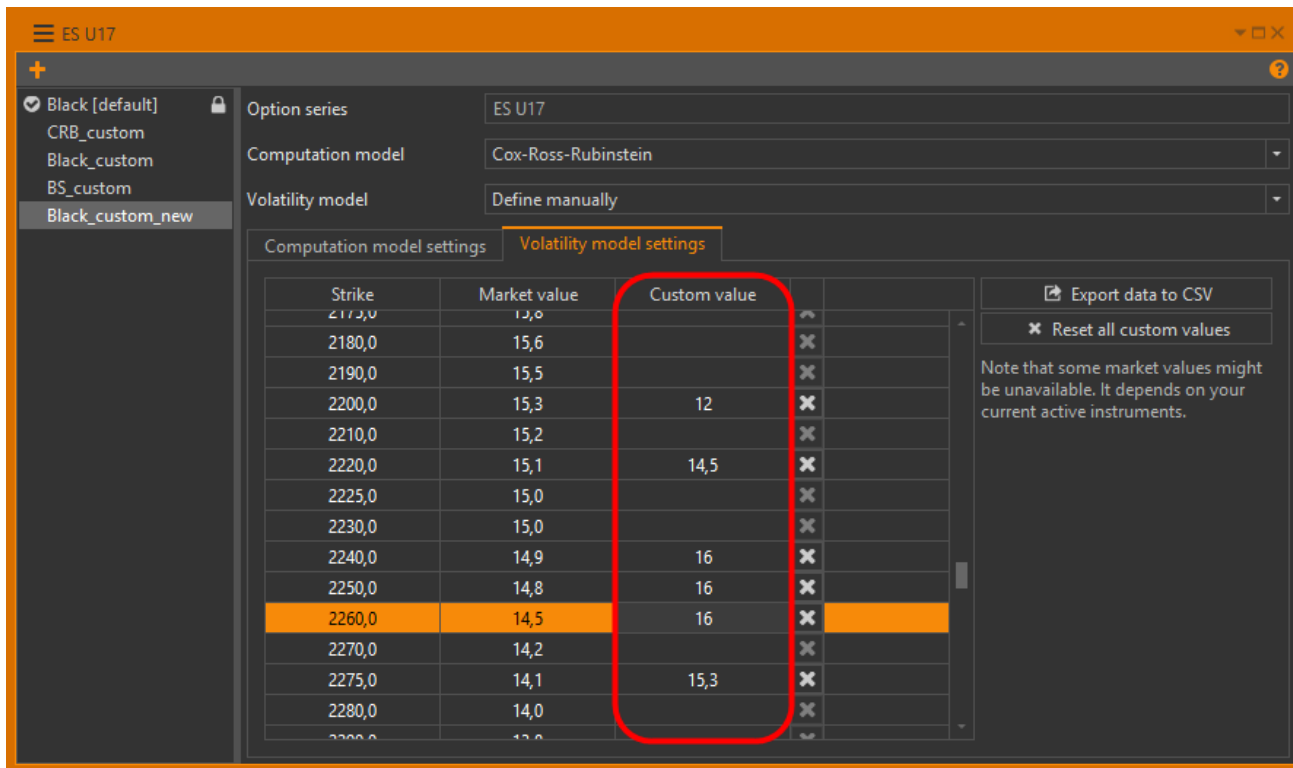 ES U17
Black [default]
CRB_custom
Black_custom
BS_custom
Black_custom_new
Option series ES U17
Computation model Cox-Ross-Rubinstein
Volatility model Define manually
Computation model settings Volatility model settings
Strike Market value Custom value
2175,0 15,8
2180,0 15,6
2190,0 15,5
2200,0 15,3 12
2210,0 15,2
2220,0 15,1 14,5
2225,0 15,0
2230,0 15,0
2240,0 14,9 16
2250,0 14,8 16
2260,0 14,5 16
2270,0 14,2
2275,0 14,1 15,3
2280,0 14,0
Export data to CSV
Reset all custom values
Note that some market values might
be unavailable. It depends on your
current active instruments.